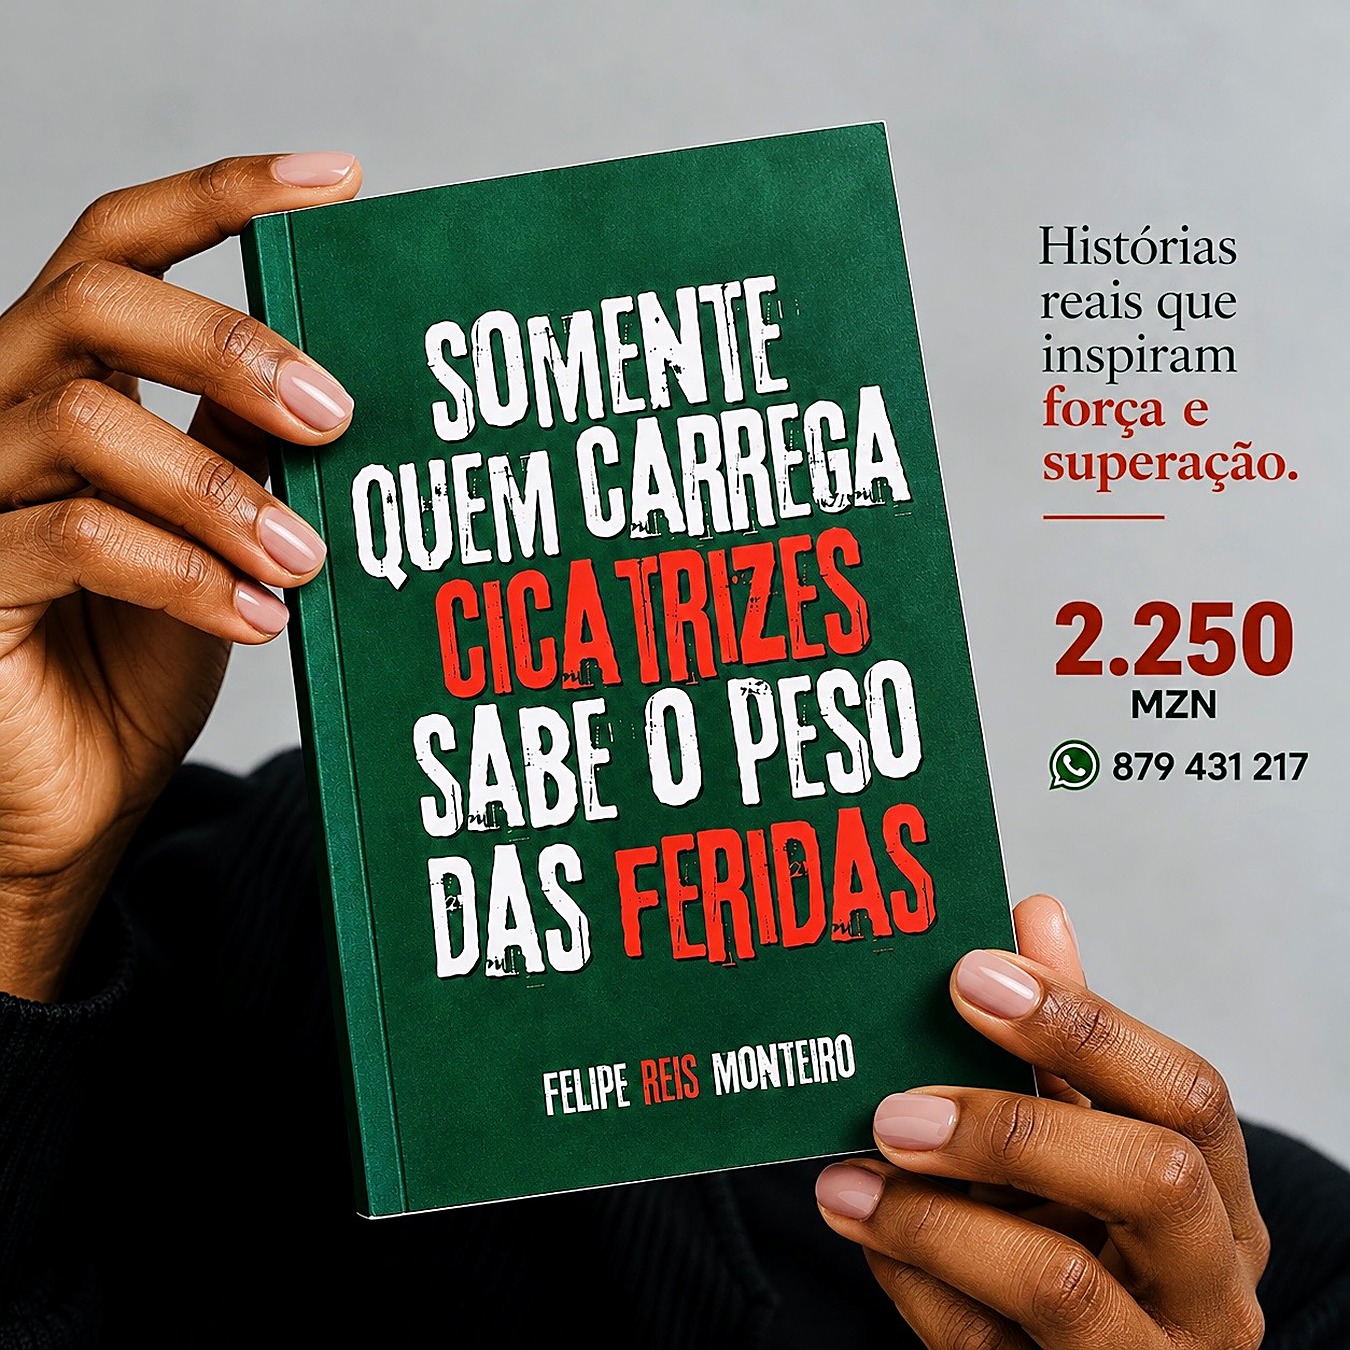 SOMENTE
QUEM CARREGA
CICATRIZES
SABE O PESO
DAS FERIDAS
FELIPE REIS MONTEIRO
Histórias
reais que
inspiram
força e
superação.
2.250
MZN
879 431 217